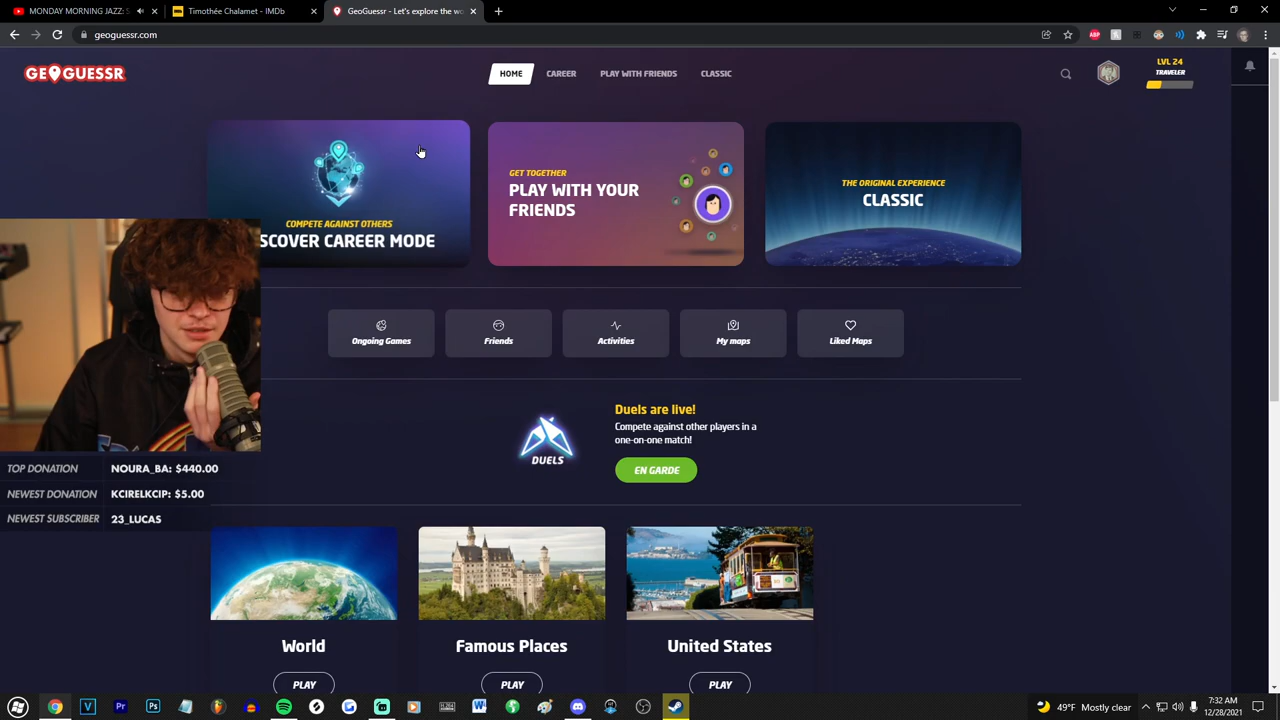 MONDAY MORNING JAZZ: S
Timothée Chalamet - IMDb
GeoGuessr - Let's explore the wo
geoguessr.com
GEOGUESSR
HOME
CAREER
PLAY WITH FRIENDS
CLASSIC
LVL 24
TRAVELER
COMPETE AGAINST OTHERS
SCOVER CAREER MODE
GET TOGETHER
PLAY WITH YOUR
FRIENDS
THE ORIGINAL EXPERIENCE
CLASSIC
Ongoing Games
Friends
Activities
My maps
Liked Maps
DUELS
Duels are live!
Compete against other players in a
one-on-one match!
EN GARDE
TOP DONATION NOURA_BA: $440.00
NEWEST DONATION KCIRELKCIP: $5.00
NEWEST SUBSCRIBER 23_LUCAS
World
Famous Places
United States
PLAY
PLAY
PLAY
49°F Mostly clear
7:32 AM
12/28/2021